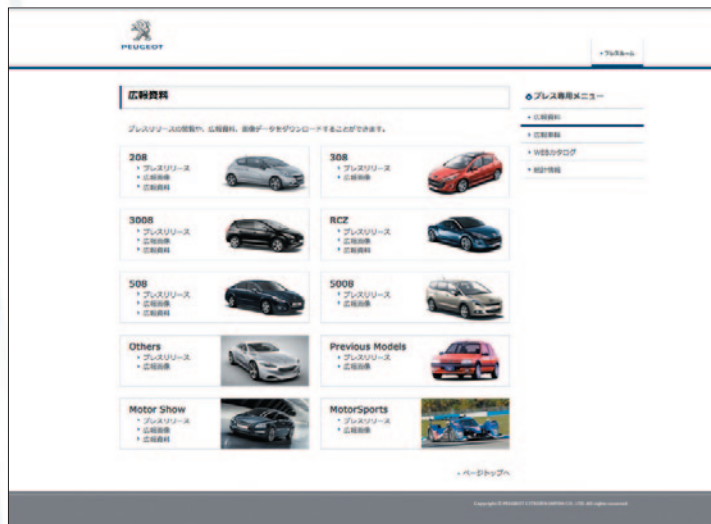 PEUGEOT
プレスルーム
広報資料
プレスリリースの閲覧や、広報資料、画像データをダウンロードすることができます。
208
プレスリリース
広報画像
広報資料
308
プレスリリース
広報画像
広報資料
3008
プレスリリース
広報画像
広報資料
RCZ
プレスリリース
広報画像
広報資料
508
プレスリリース
広報画像
広報資料
5008
プレスリリース
広報画像
Others
プレスリリース
広報画像
Previous Models
プレスリリース
広報画像
Motor Show
プレスリリース
広報画像
広報資料
MotorSports
プレスリリース
広報画像
ページトップへ
プレス専用メニュー
広報資料
広報車輌
WEBカタログ
統計情報
Copyright © PEUGEOT CITROEN JAPON CO. LTD. All rights reserved.